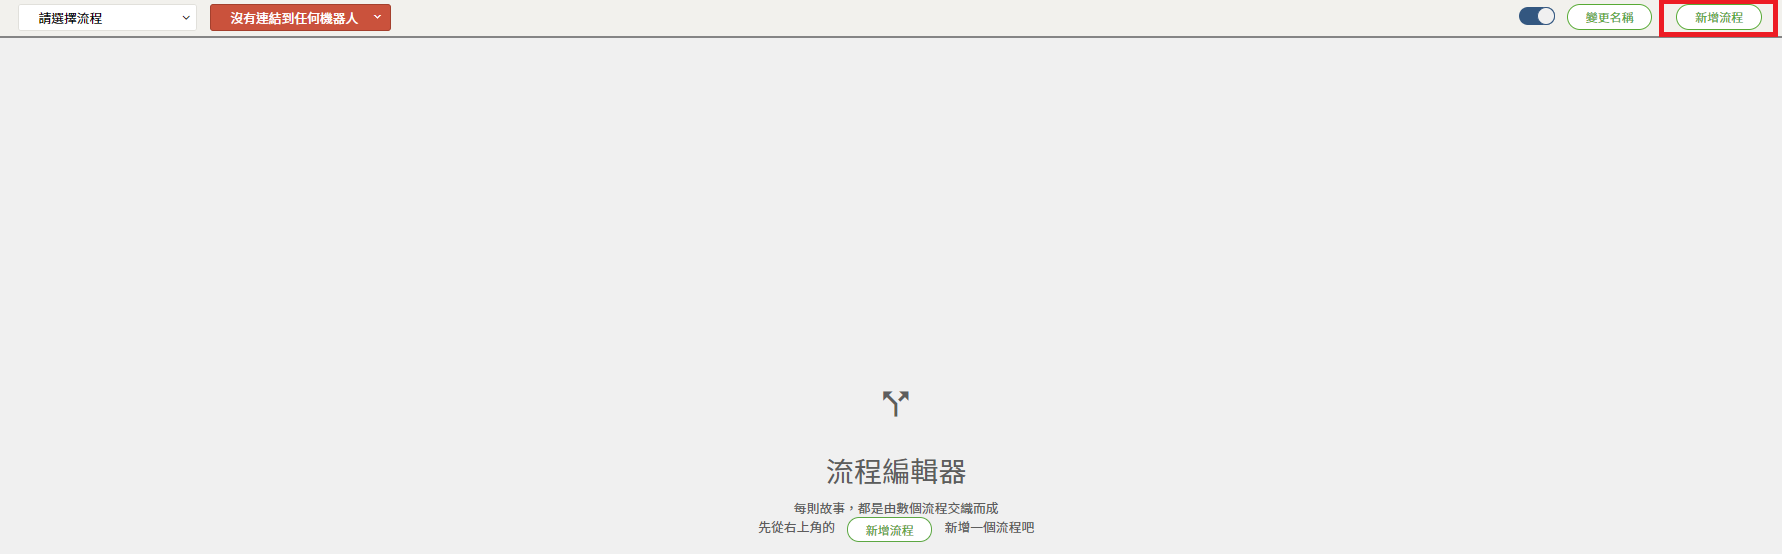 請選擇流程
沒有連結到任何機器人
變更名稱
新增流程
流程編輯器
每則故事，都是由數個流程交織而成
先從右上角的 新增流程 新增一個流程吧